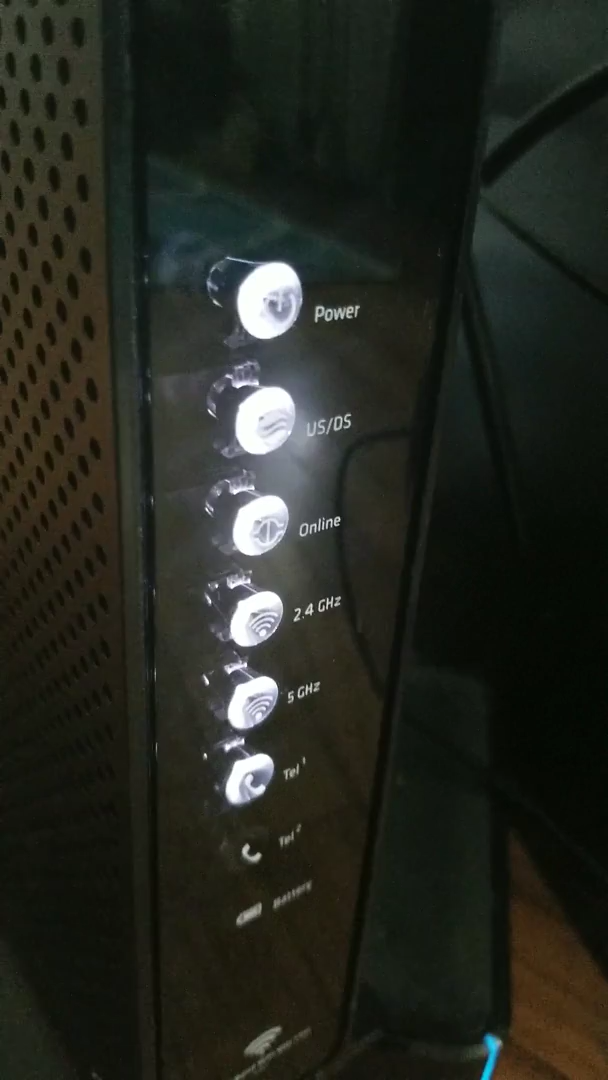 Power
US/DS
Online
2.4 GHz
5 GHz
Tel 1
Tel 2
Battery